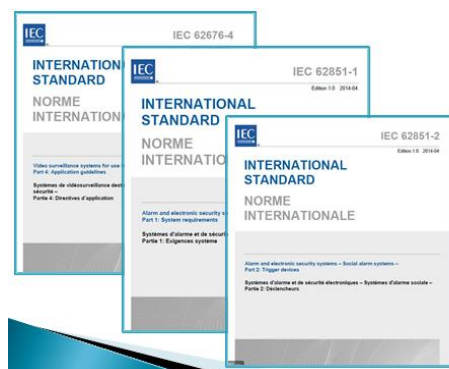 IEC
IEC 62676-4
INTERNATION
STANDARD
NORME
INTERNATION
Video surveillance systems for use
Part 4: Application guidelines
Systèmes de vidéosurveillance dest
sécurité –
Partie 4: Directives d'application
IEC
IEC 62851-1
Edition 1.0 2014-04
INTERNATIONAL
STANDARD
NORME
INTERNATIO
Alarm and electronic security s
Part 1: System requirements
Systèmes d'alarme et de sécuri
Partie 1: Exigences système
IEC
IEC 62851-2
Edition 1.0 2014-04
INTERNATIONAL
STANDARD
NORME
INTERNATIONALE
Alarm and electronic security systems – Social alarm systems –
Part 2: Trigger devices
Systèmes d'alarme et de sécurité électroniques – Systèmes d'alarme sociale –
Partie 2: Déclencheurs